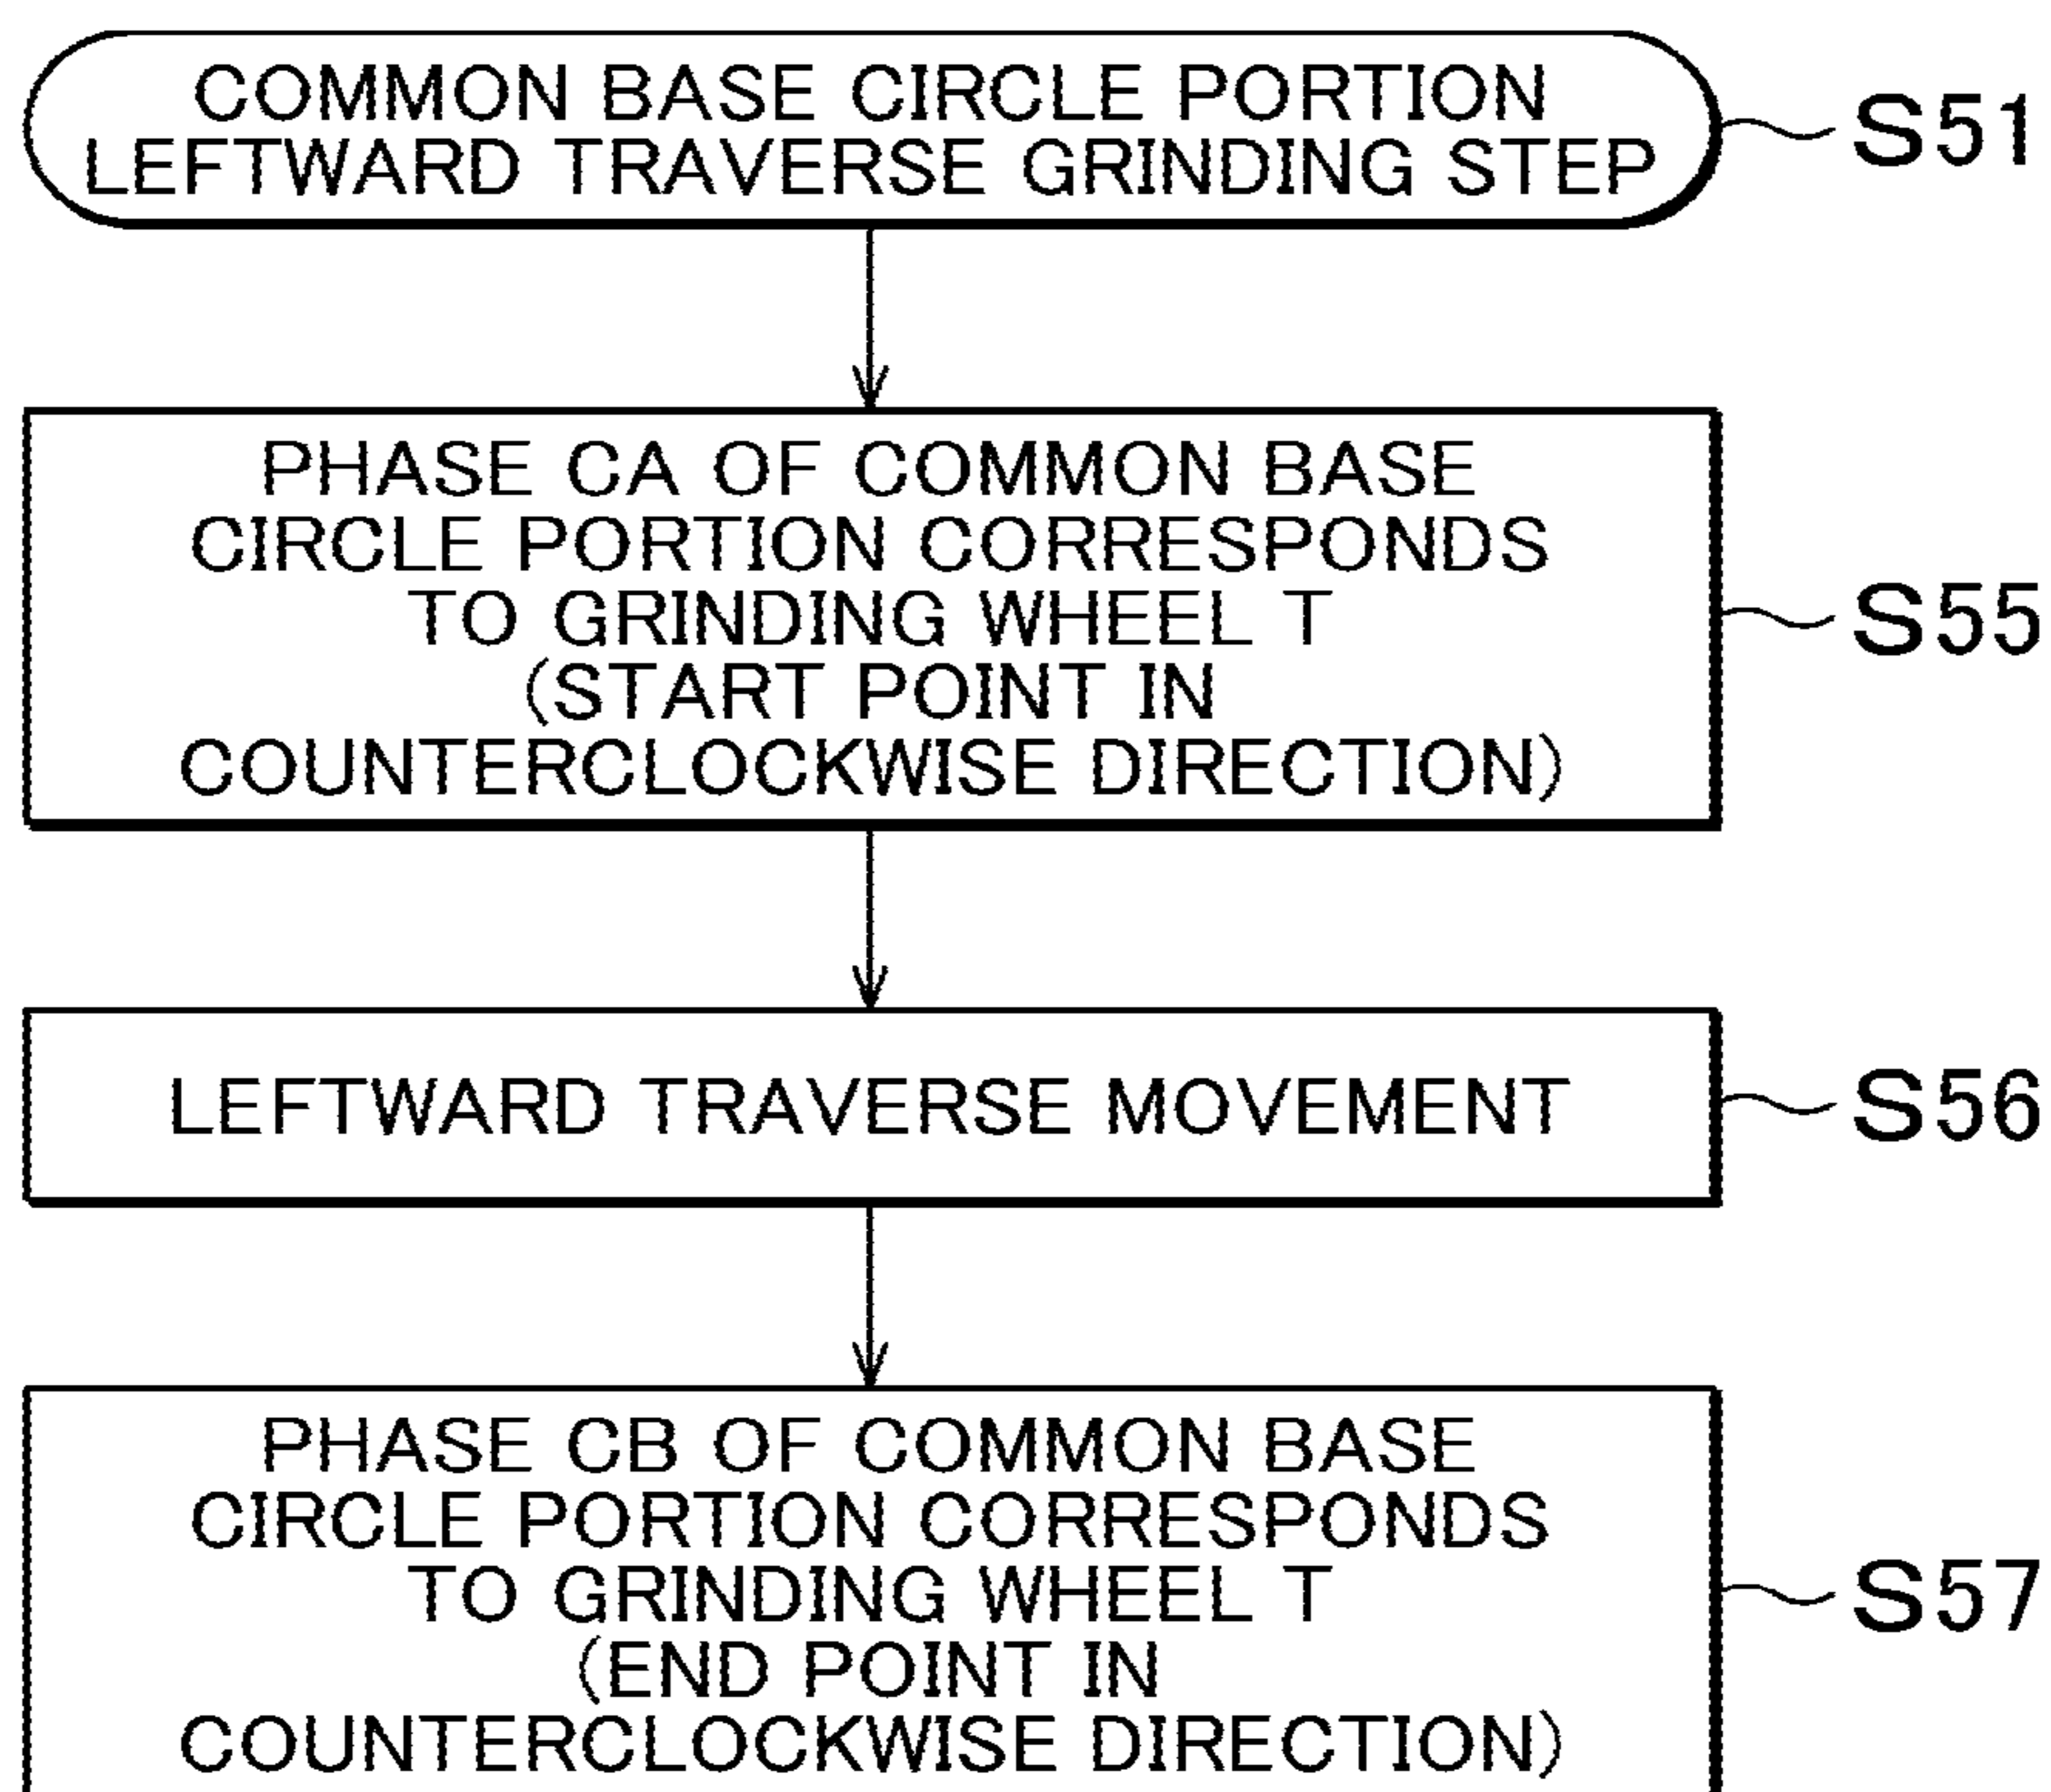 COMMON BASE CIRCLE PORTION
LEFTWARD TRAVERSE GRINDING STEP
S51
PHASE CA OF COMMON BASE
CIRCLE PORTION CORRESPONDS
TO GRINDING WHEEL T
(START POINT IN
COUNTERCLOCKWISE DIRECTION)
S55
LEFTWARD TRAVERSE MOVEMENT
S56
PHASE CB OF COMMON BASE
CIRCLE PORTION CORRESPONDS
TO GRINDING WHEEL T
(END POINT IN
COUNTERCLOCKWISE DIRECTION)
S57